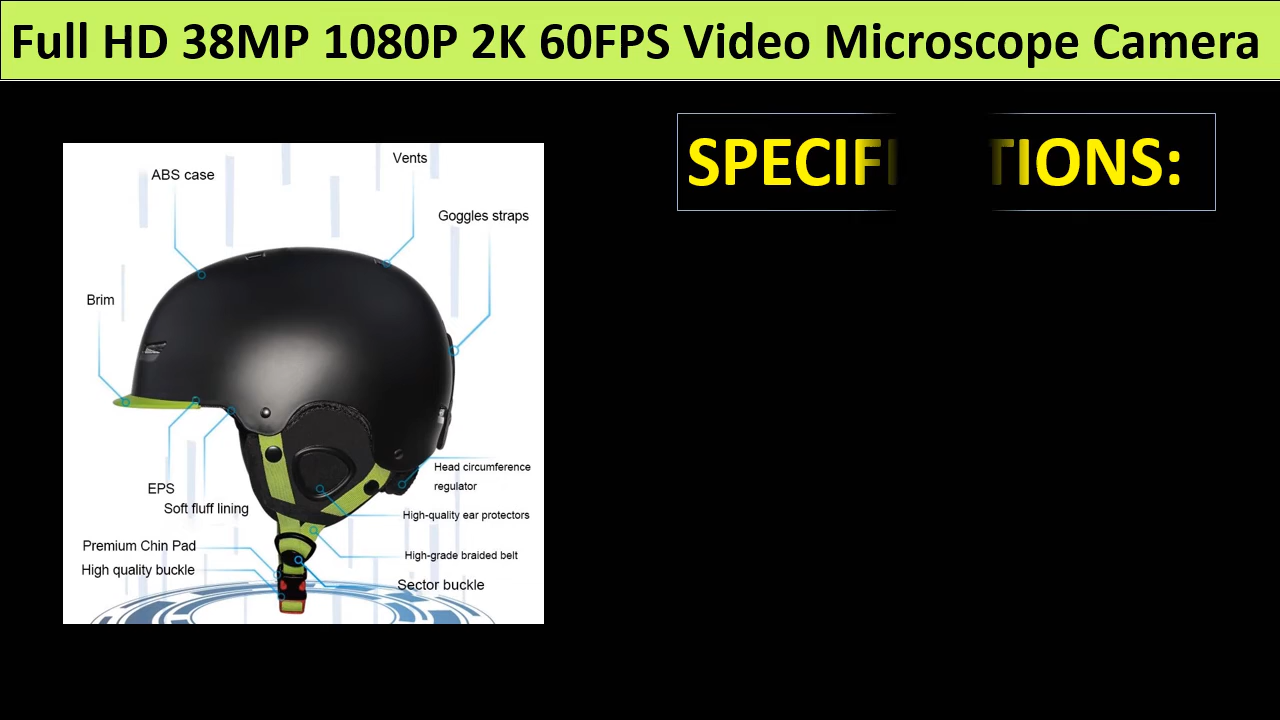 Full HD 38MP 1080P 2K 60FPS Video Microscope Camera
SPECIF TIONS:
Vents
ABS case
Goggles straps
Brim
Head circumference
regulator
EPS
Soft fluff lining
High-quality ear protectors
Premium Chin Pad
High-grade braided belt
High quality buckle
Sector buckle